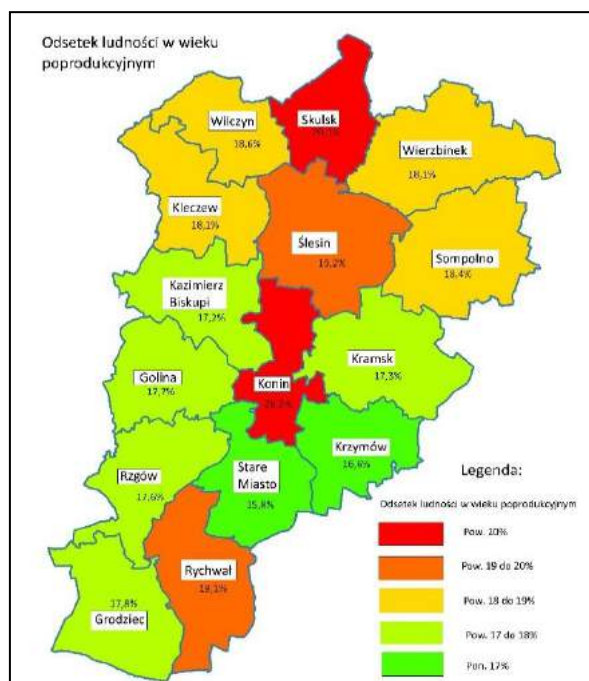 Odsetek ludności w wieku
poprodukcyjnym
Wilczyn
18,6%
Skulsk
Wierzbinek
18,1%
Kleczew
18,1%
Ślesin
19,2%
Sompolno
18,4%
Kazimierz
Biskupi
17,2%
Kramsk
17,3%
Golina
17,7%
Konin
Krzymów
16,6%
Stare
Miasto
15,8%
Rzgów
17,6%
Rychwał
19,1%
17,8%
Grodziec
Legenda:
Odsetek ludności w wieku poprodukcyjnym
Pow. 20%
Pow. 19 do 20%
Pow. 18 do 19%
Pow. 17 do 18%
Pon. 17%